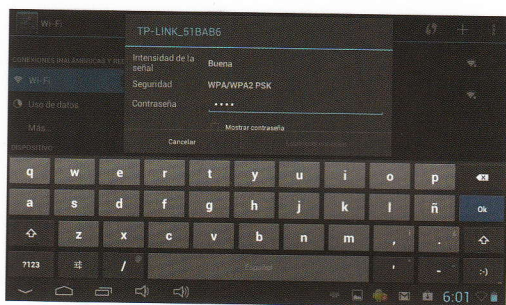 Wi-Fi
TP-LINK_51BAB6
CONEXIONES INALÁMBRICAS Y REDES
Intensidad de la señal Buena
Wi-Fi
Seguridad WPA/WPA2 PSK
Uso de datos
Contraseña ••••
Más...
Mostrar contraseña
DISPOSITIVO
Cancelar
q w e r t y u i o p
a s d f g h j k l ñ Ok
z x c v b n m , .
?123 / Español ' - :-)
6:01